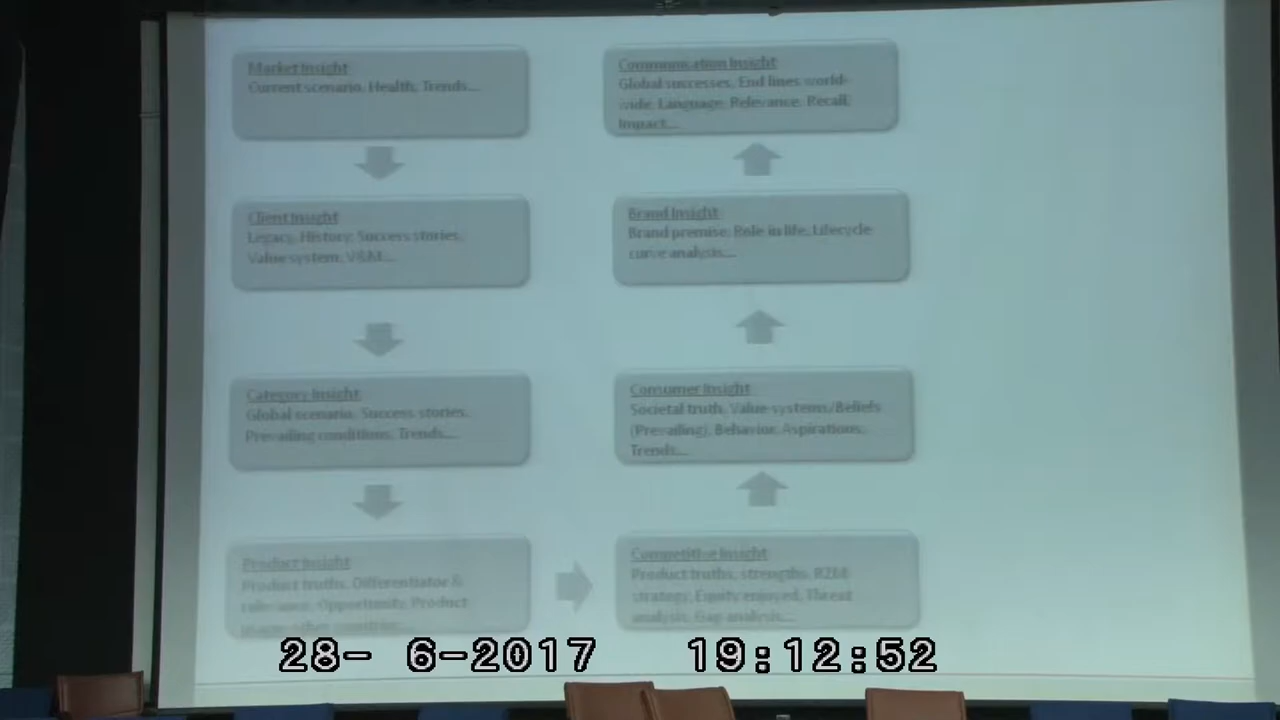 Market Insight
Current scenario, Health, Trends...
Client Insight
Legacy, History, Success stories,
Value system, V&M...
Category Insight
Global scenario, Success stories,
Prevailing conditions, Trends...
Product Insight
Product truths, Differentiator &
relevance, Opportunity, Product
usage other countries...
Competitive Insight
Product truths, strengths, R2M
strategy, Equity enjoyed, Threat
analysis, Gap analysis...
Consumer Insight
Societal truth, Value-systems/Beliefs
(Prevailing), Behavior, Aspirations,
Trends...
Brand Insight
Brand premise, Role in life, Lifecycle
curve analysis...
Communication Insight
Global successes, End lines world-
wide, Language, Relevance, Recall,
Impact...
28- 6-2017 19:12:52